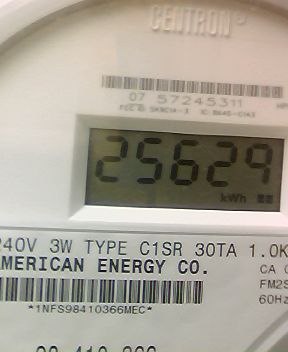 CENTRON®
07 57245311
25629
kWh
240V 3W TYPE C1SR 30TA 1.0K
AMERICAN ENERGY CO.
CA
FM2S
60Hz
*1NFS98410366MEC*